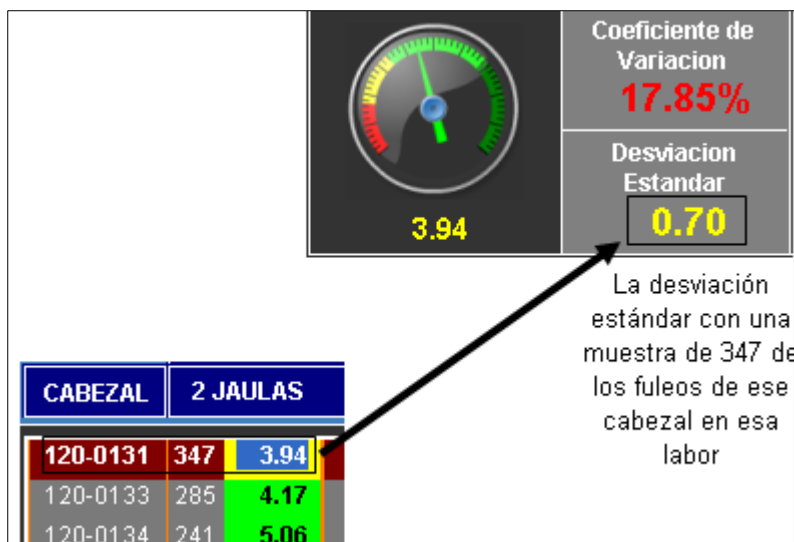 Coeficiente de
Variacion
17.85%
Desviacion
Estandar
0.70
3.94
La desviación
estándar con una
muestra de 347 de
los fuleos de ese
cabezal en esa
labor
CABEZAL 2 JAULAS
120-0131 347 3.94
120-0133 285 4.17
120-0134 241 5.06